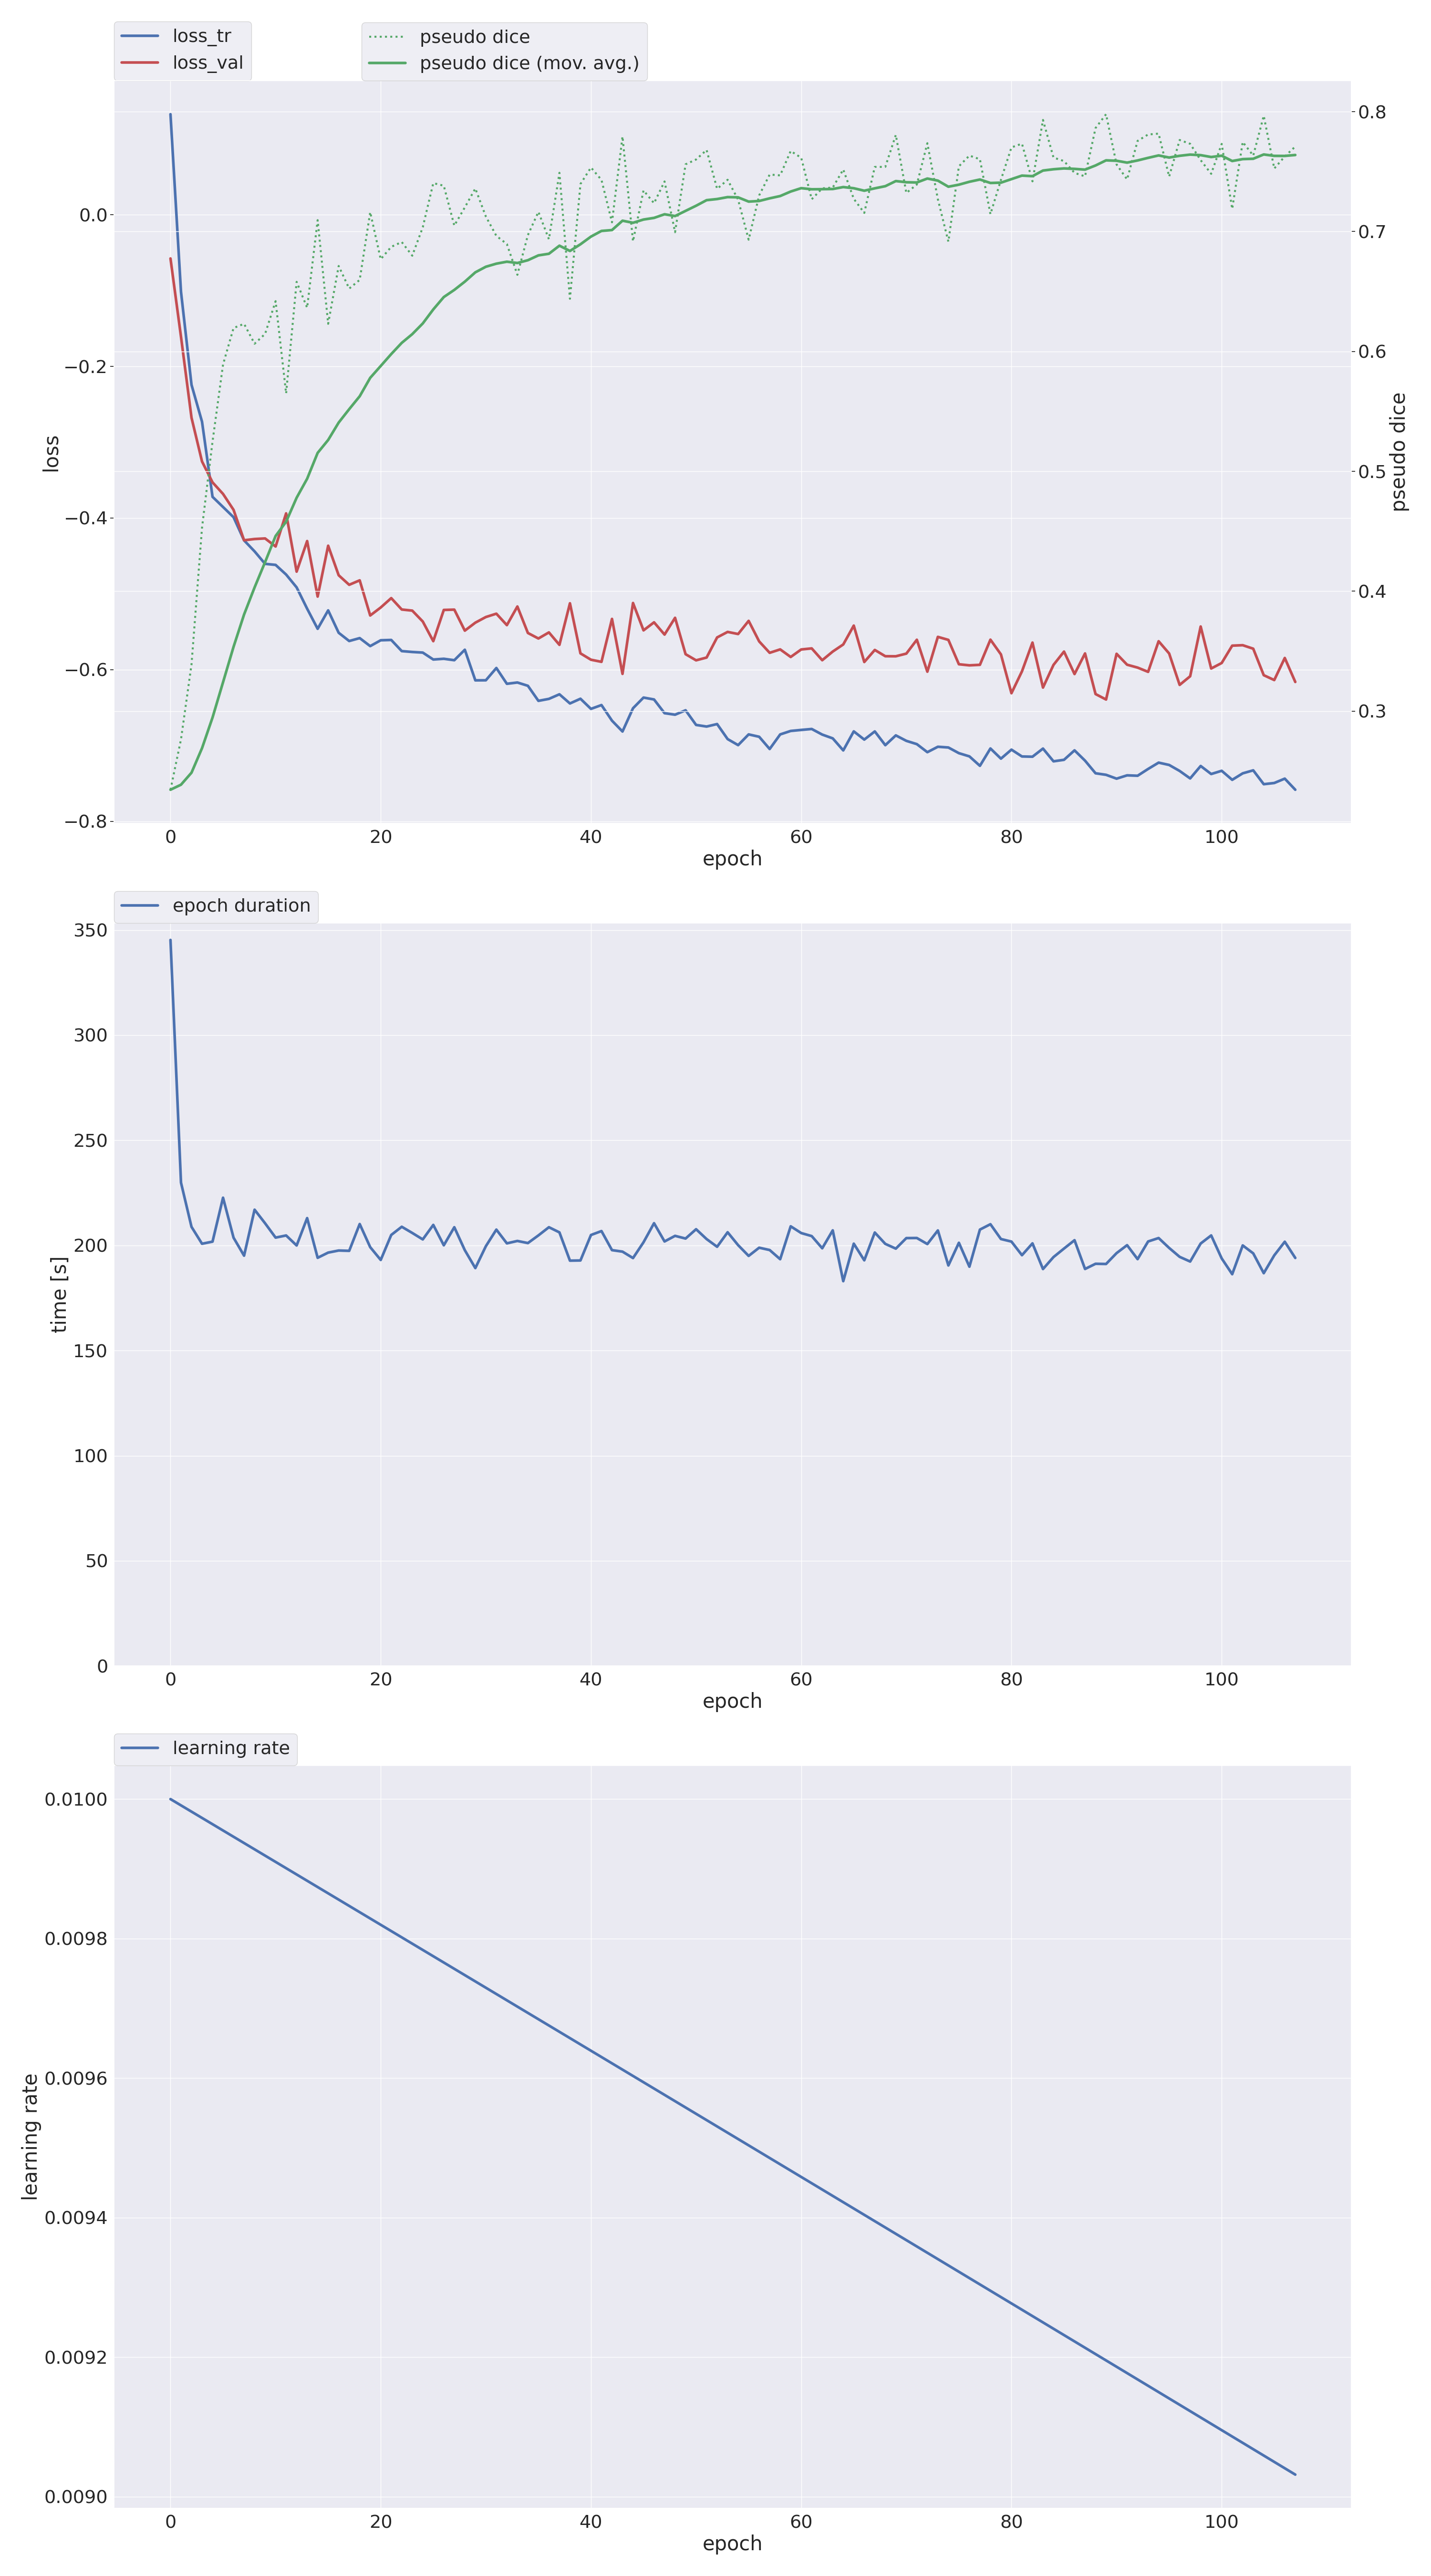 loss_tr
loss_val
pseudo dice
pseudo dice (mov. avg.)
0.0
−0.2
−0.4
−0.6
−0.8
loss
0.8
0.7
0.6
0.5
0.4
0.3
pseudo dice
0 20 40 60 80 100
epoch
epoch duration
350
300
250
200
150
100
50
0
time [s]
0 20 40 60 80 100
epoch
learning rate
0.0100
0.0098
0.0096
0.0094
0.0092
0.0090
learning rate
0 20 40 60 80 100
epoch